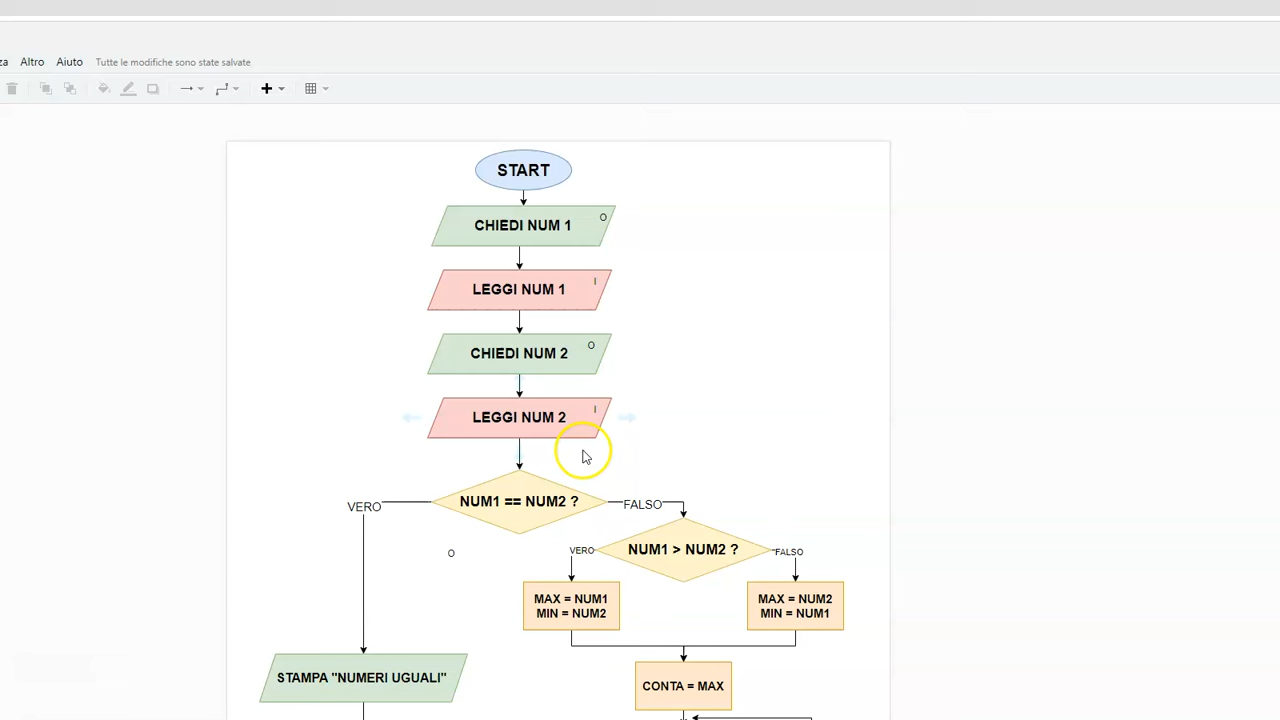 za Altro Aiuto Tutte le modifiche sono state salvate
START
CHIEDI NUM 1 O
LEGGI NUM 1 I
CHIEDI NUM 2 O
LEGGI NUM 2 I
NUM1 == NUM2 ?
VERO
FALSO
O
NUM1 > NUM2 ?
VERO
FALSO
MAX = NUM1
MIN = NUM2
MAX = NUM2
MIN = NUM1
STAMPA "NUMERI UGUALI"
CONTA = MAX